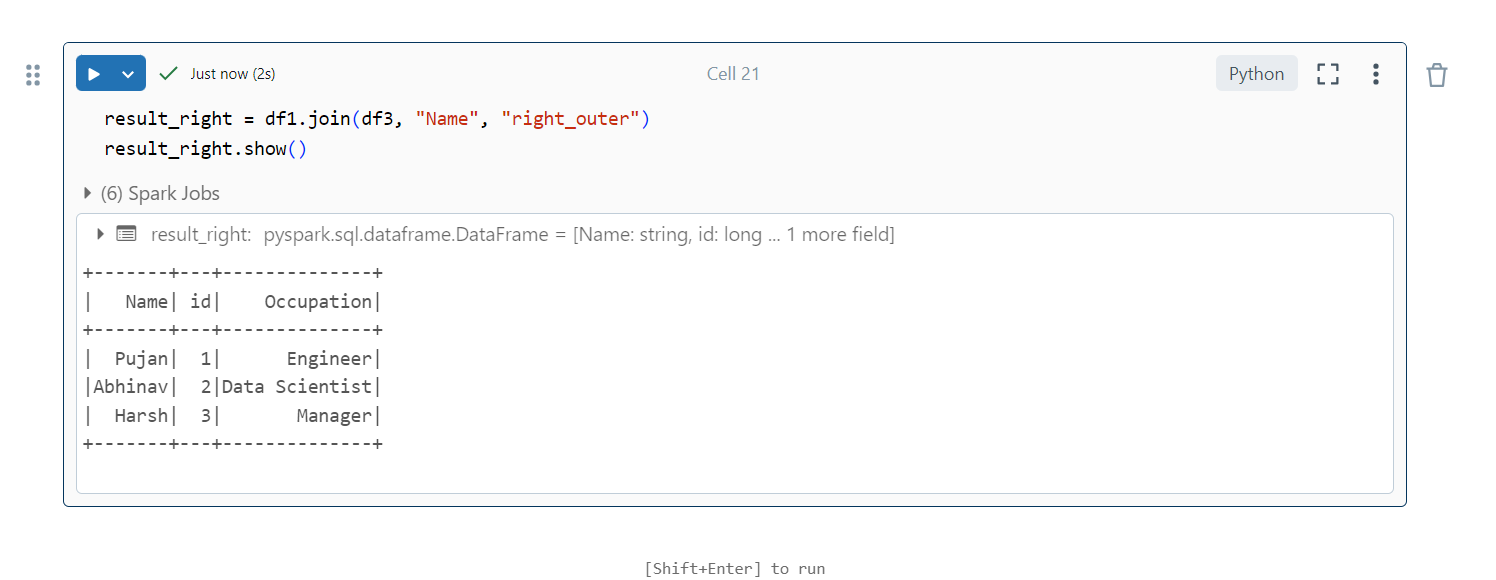 Just now (2s)
Cell 21
Python
result_right = df1.join(df3, "Name", "right_outer")
result_right.show()
(6) Spark Jobs
result_right: pyspark.sql.dataframe.DataFrame = [Name: string, id: long ... 1 more field]
+-------+---+--------------+
|   Name| id|    Occupation|
+-------+---+--------------+
|  Pujan|  1|      Engineer|
|Abhinav|  2|Data Scientist|
|  Harsh|  3|       Manager|
+-------+---+--------------+
[Shift+Enter] to run